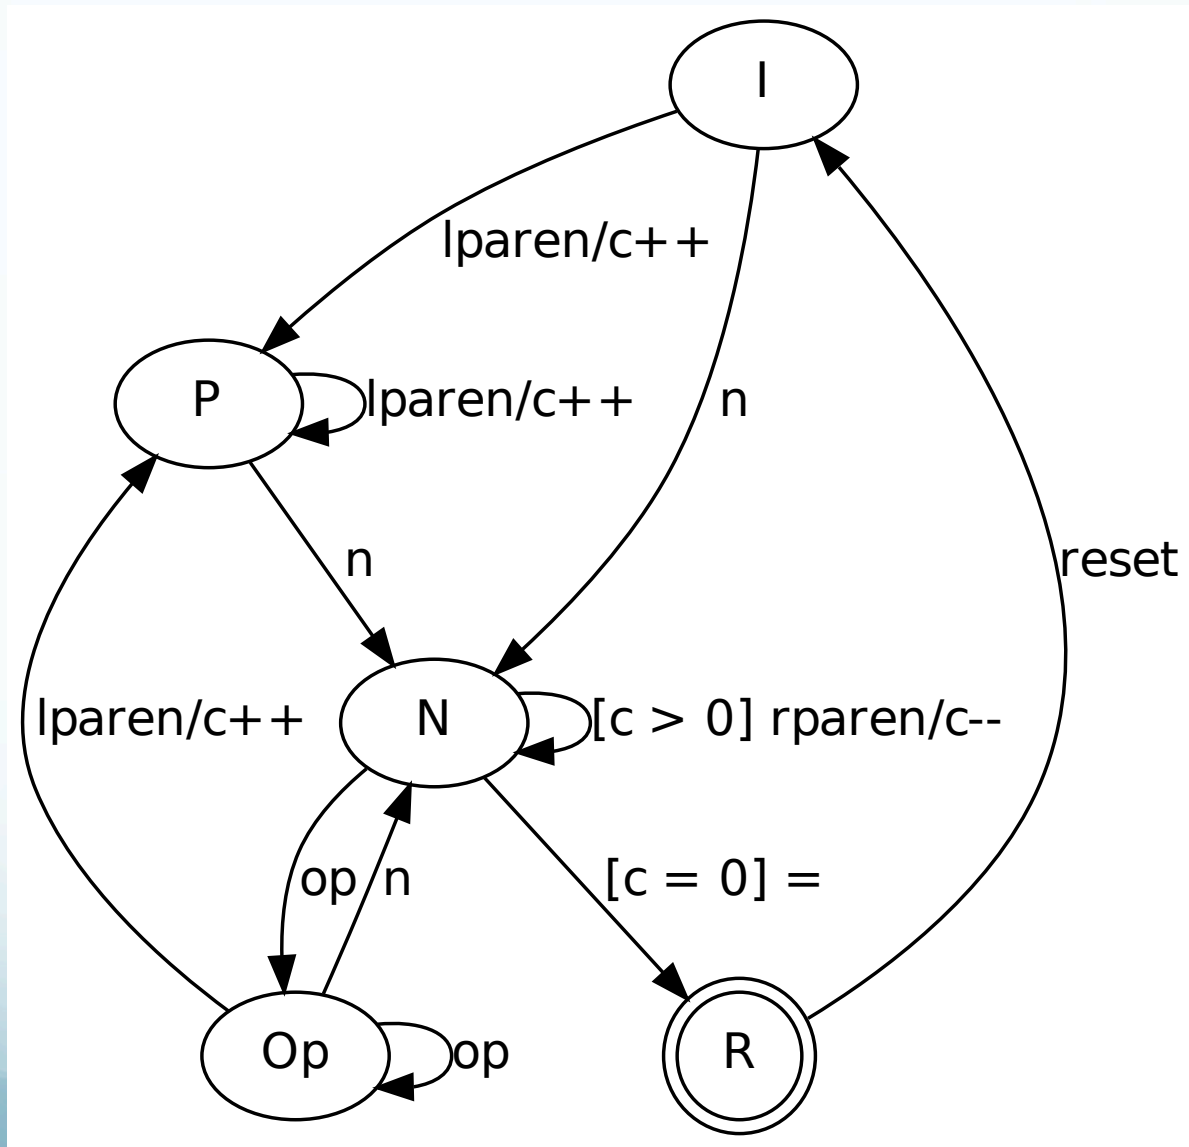 I
lparen/c++
P
lparen/c++
n
n
reset
lparen/c++
N
[c > 0] rparen/c--
op
n
[c = 0] =
Op
op
R